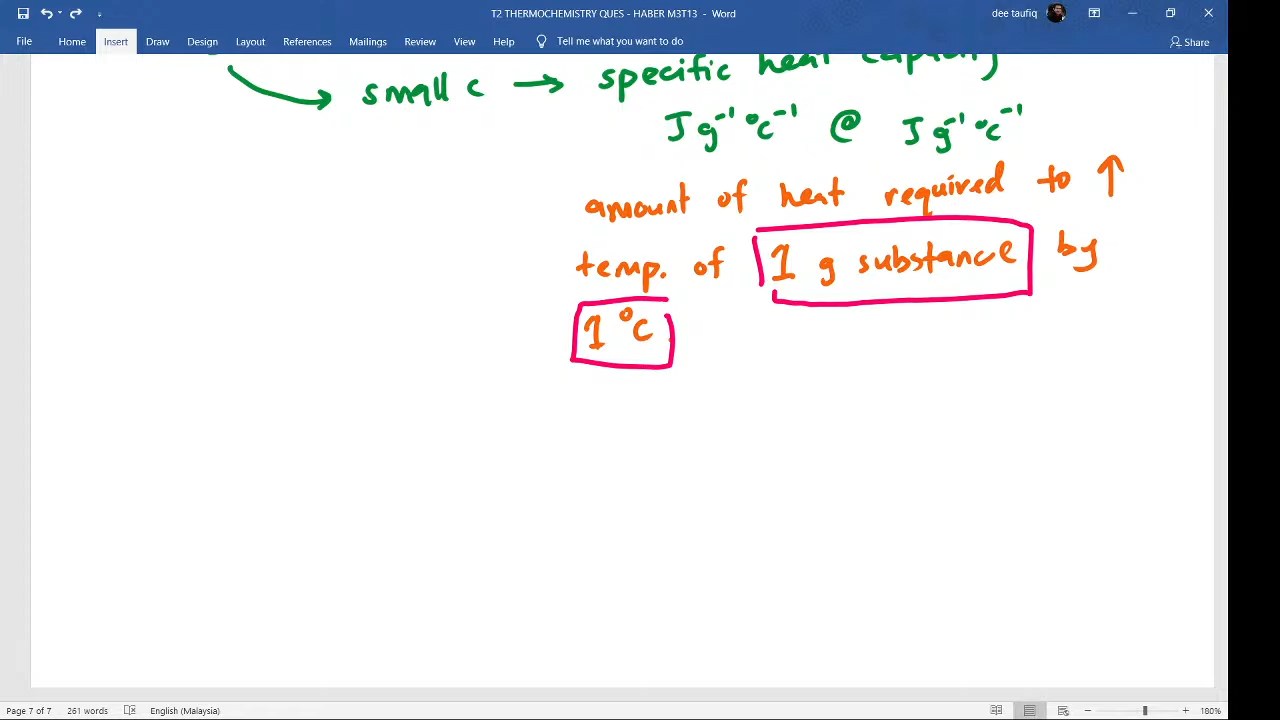 T2 THERMOCHEMISTRY QUES - HABER M3T13 - Word
dee taufiq
File Home Insert Draw Design Layout References Mailings Review View Help Tell me what you want to do
Share
small c → specific heat capacity
J g⁻¹ °c⁻¹ @ J g⁻¹ °c⁻¹
amount of heat required to ↑
temp. of 1 g substance by
1 °C
Page 7 of 7 261 words English (Malaysia)
180%